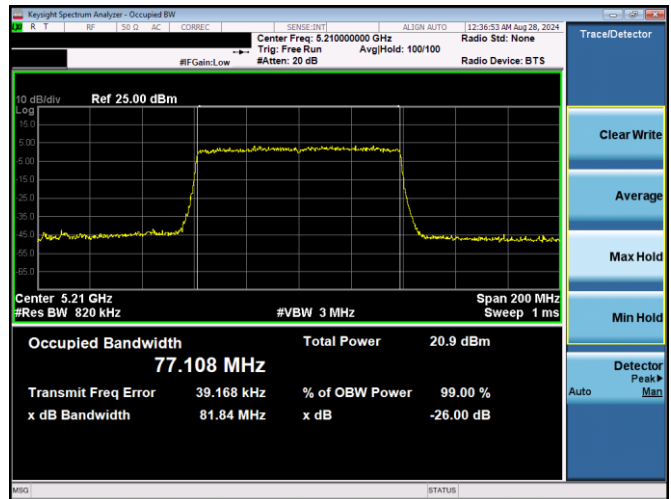 Keysight Spectrum Analyzer - Occupied BW
R T RF 50 Ω AC CORREC SENSE:INT ALIGN AUTO 12:36:53 AM Aug 28, 2024
Center Freq: 5.210000000 GHz Radio Std: None
Trig: Free Run Avg|Hold: 100/100
#IFGain:Low #Atten: 20 dB Radio Device: BTS
Trace/Detector
10 dB/div Ref 25.00 dBm
Log
15.0
5.00
-5.00
-15.0
-25.0
-35.0
-45.0
-55.0
-65.0
Center 5.21 GHz Span 200 MHz
#Res BW 820 kHz #VBW 3 MHz Sweep 1 ms
Occupied Bandwidth Total Power 20.9 dBm
77.108 MHz
Transmit Freq Error 39.168 kHz % of OBW Power 99.00 %
x dB Bandwidth 81.84 MHz x dB -26.00 dB
Clear Write
Average
Max Hold
Min Hold
Detector
Peak▶
Auto Man
MSG STATUS